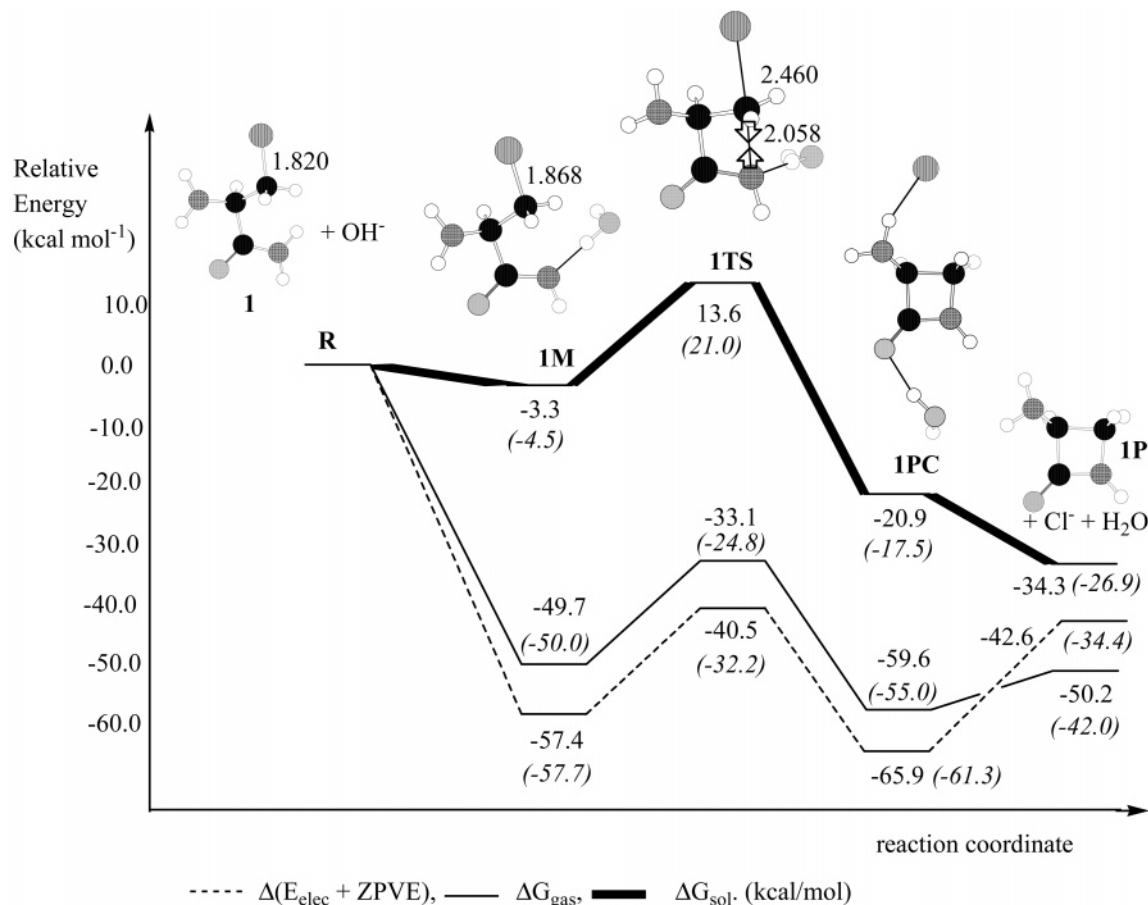 2.460
2.058
1.820
1.868
Relative
Energy
(kcal mol-1)
+ OH-
1
1TS
10.0
13.6
(21.0)
R
0.0
1M
-3.3
(-4.5)
-10.0
1PC
1P
-20.0
-20.9
(-17.5)
+ Cl- + H2O
-30.0
-33.1
(-24.8)
-34.3 (-26.9)
-40.0
-49.7
(-50.0)
-40.5
(-32.2)
-42.6
(-34.4)
-50.0
-59.6
(-55.0)
-50.2
(-42.0)
-60.0
-57.4
(-57.7)
-65.9 (-61.3)
reaction coordinate
Δ(Eelec + ZPVE), ΔGgas, ΔGsol. (kcal/mol)